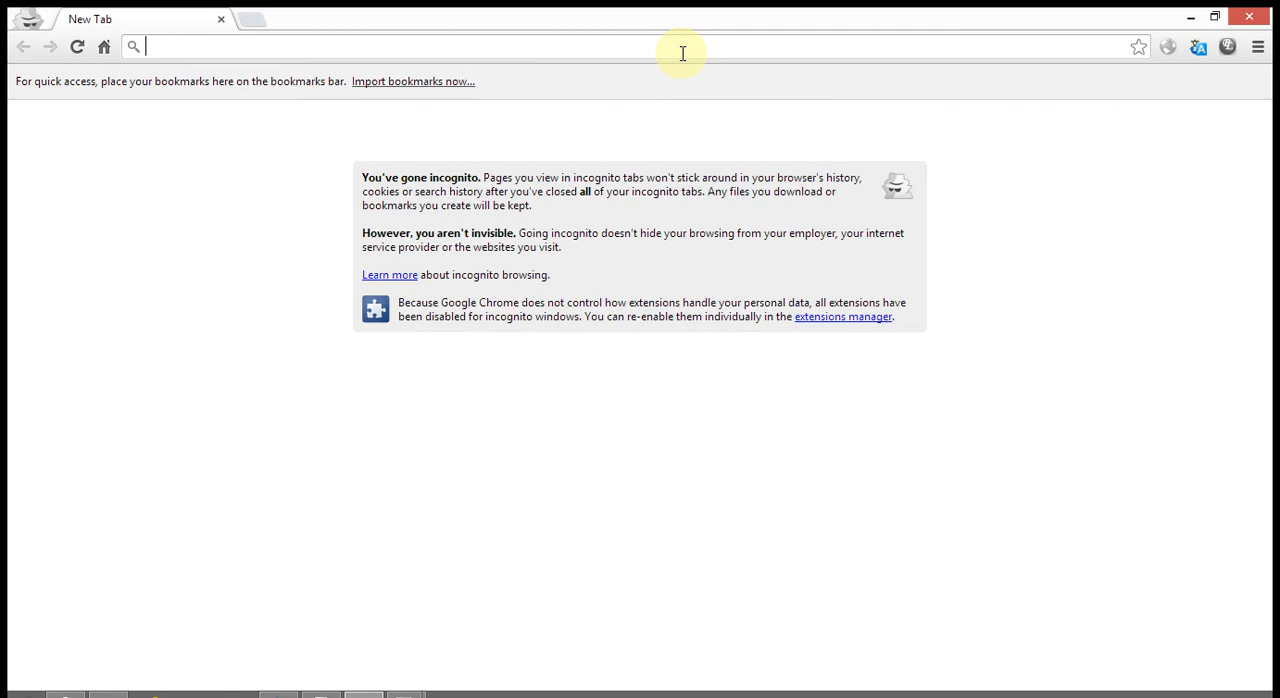 New Tab
For quick access, place your bookmarks here on the bookmarks bar. Import bookmarks now...
You've gone incognito. Pages you view in incognito tabs won't stick around in your browser's history,
cookies or search history after you've closed all of your incognito tabs. Any files you download or
bookmarks you create will be kept.
However, you aren't invisible. Going incognito doesn't hide your browsing from your employer, your internet
service provider or the websites you visit.
Learn more about incognito browsing.
Because Google Chrome does not control how extensions handle your personal data, all extensions have
been disabled for incognito windows. You can re-enable them individually in the extensions manager.